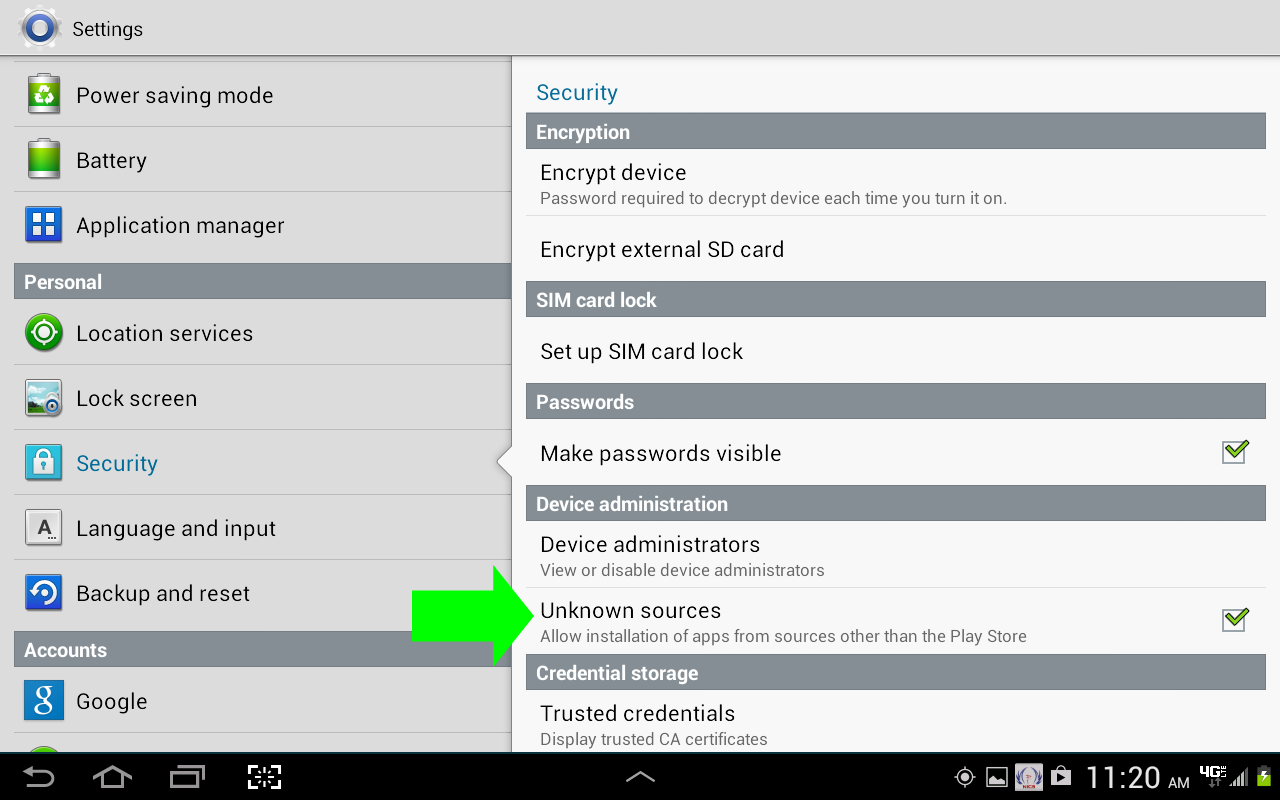 Settings
Power saving mode
Battery
Application manager
Personal
Location services
Lock screen
Security
Language and input
Backup and reset
Accounts
Google
Security
Encryption
Encrypt device
Password required to decrypt device each time you turn it on.
Encrypt external SD card
SIM card lock
Set up SIM card lock
Passwords
Make passwords visible
Device administration
Device administrators
View or disable device administrators
Unknown sources
Allow installation of apps from sources other than the Play Store
Credential storage
Trusted credentials
Display trusted CA certificates
NICS
11:20 AM
4G LTE